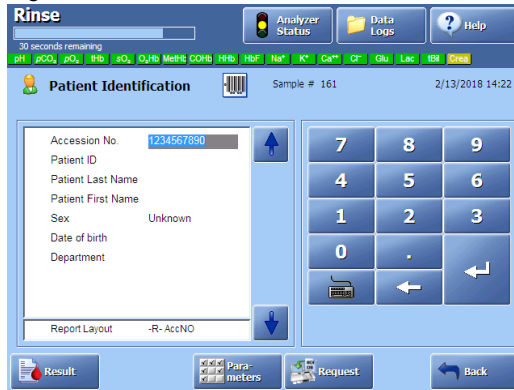 Rinse
Analyzer Status
Data Logs
Help
30 seconds remaining
pH pCO₂ pO₂ tHb sO₂ O₂Hb MetHb COHb HHb HbF Na⁺ K⁺ Ca⁺⁺ Cl⁻ Glu Lac tBil Crea
Patient Identification
Sample # 161
2/13/2018 14:22
Accession No. 1234567890
Patient ID
Patient Last Name
Patient First Name
Sex Unknown
Date of birth
Department
Report Layout -R- AccNO
7 8 9
4 5 6
1 2 3
0 .
Result
Para-
meters
Request
Back